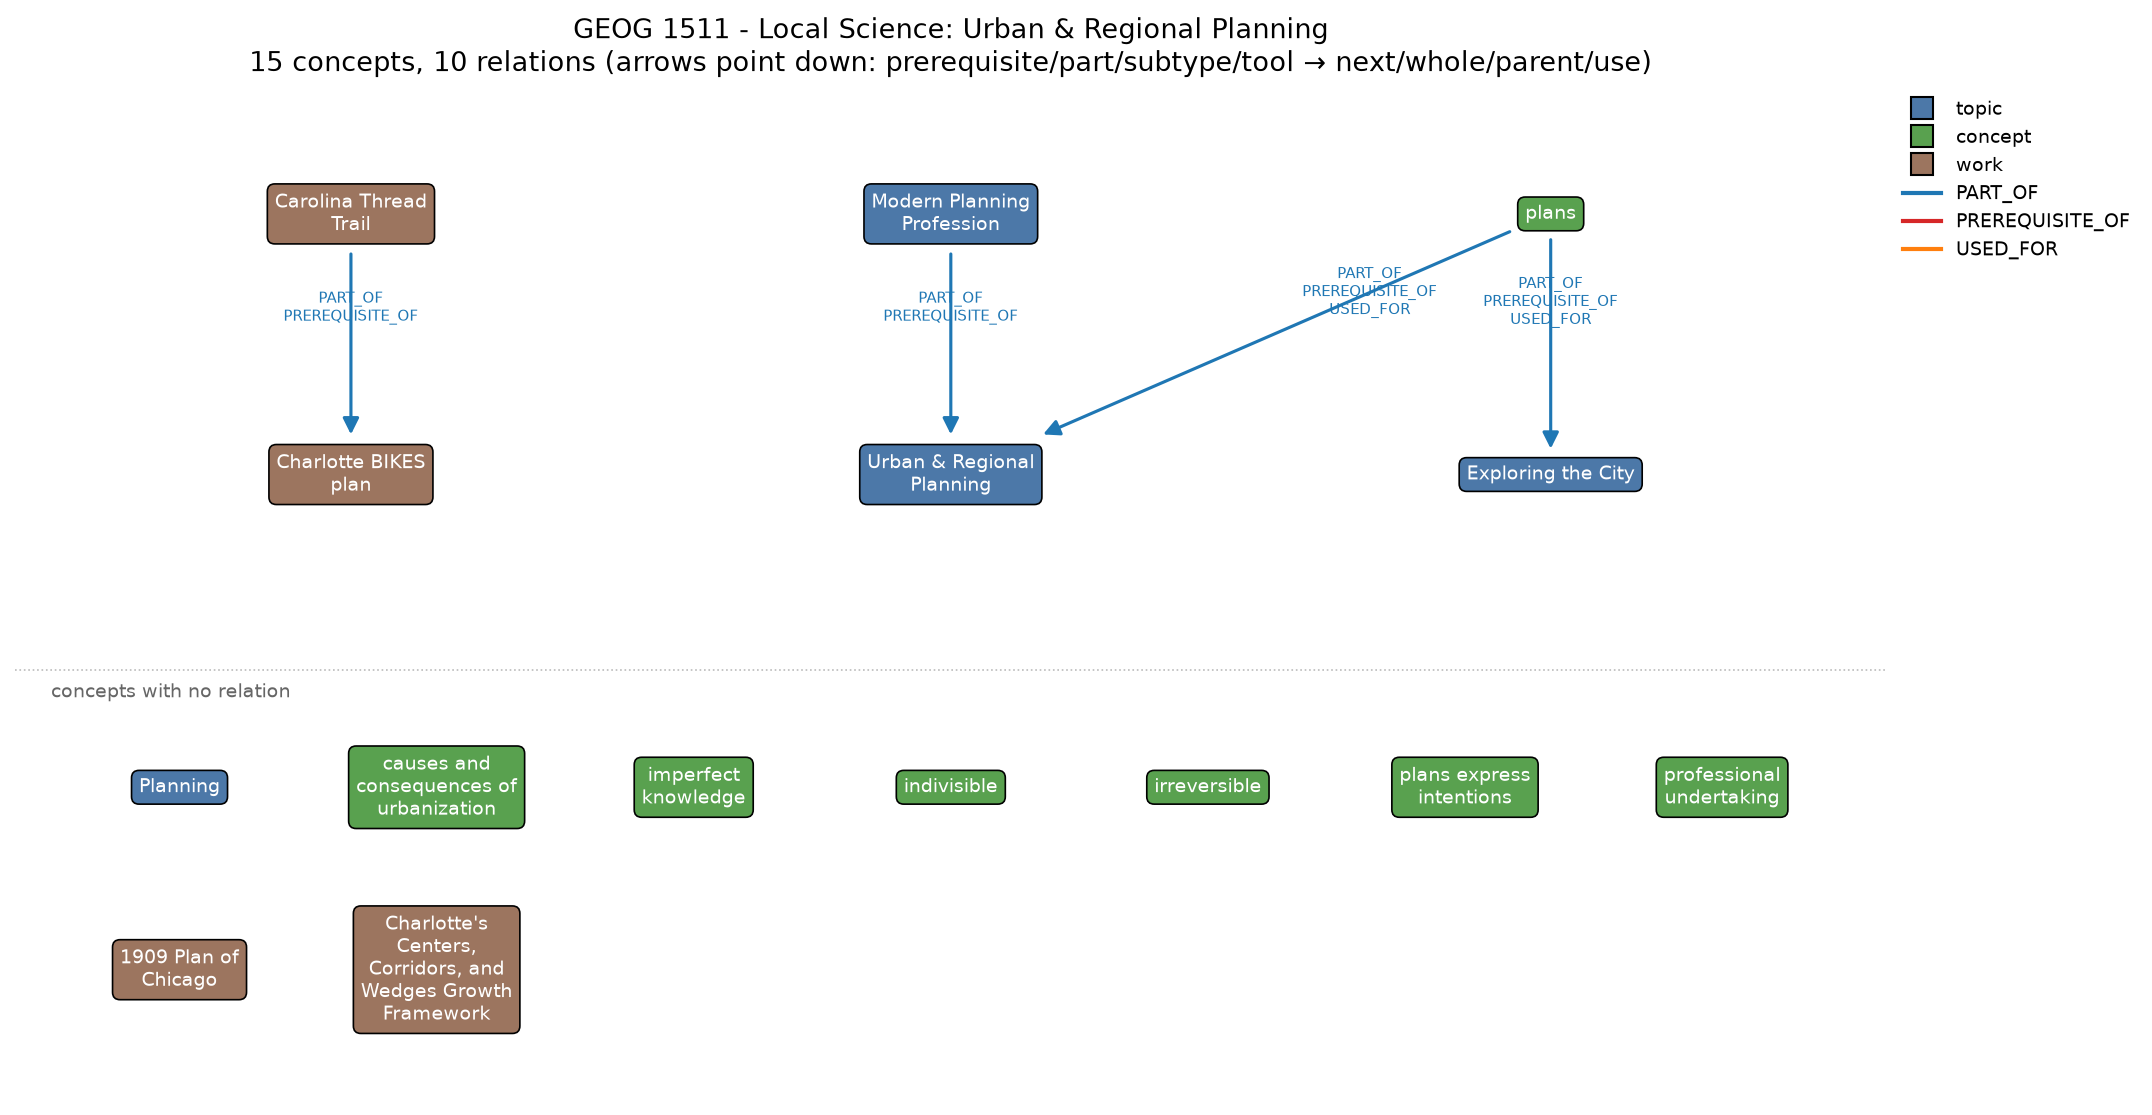 GEOG 1511 - Local Science: Urban & Regional Planning
15 concepts, 10 relations (arrows point down: prerequisite/part/subtype/tool → next/whole/parent/use)
topic
concept
work
PART_OF
PREREQUISITE_OF
USED_FOR
Carolina Thread
Trail
Modern Planning
Profession
plans
PART_OF
PREREQUISITE_OF
PART_OF
PREREQUISITE_OF
PART_OF
PREREQUISITE_OF
USED_FOR
PART_OF
PREREQUISITE_OF
USED_FOR
Charlotte BIKES
plan
Urban & Regional
Planning
Exploring the City
concepts with no relation
Planning
causes and
consequences of
urbanization
imperfect
knowledge
indivisible
irreversible
plans express
intentions
professional
undertaking
1909 Plan of
Chicago
Charlotte's
Centers,
Corridors, and
Wedges Growth
Framework